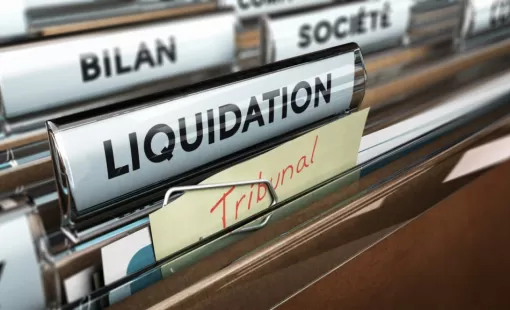 BILAN
SOCIÉTÉ
LIQUIDATION
Tribunal